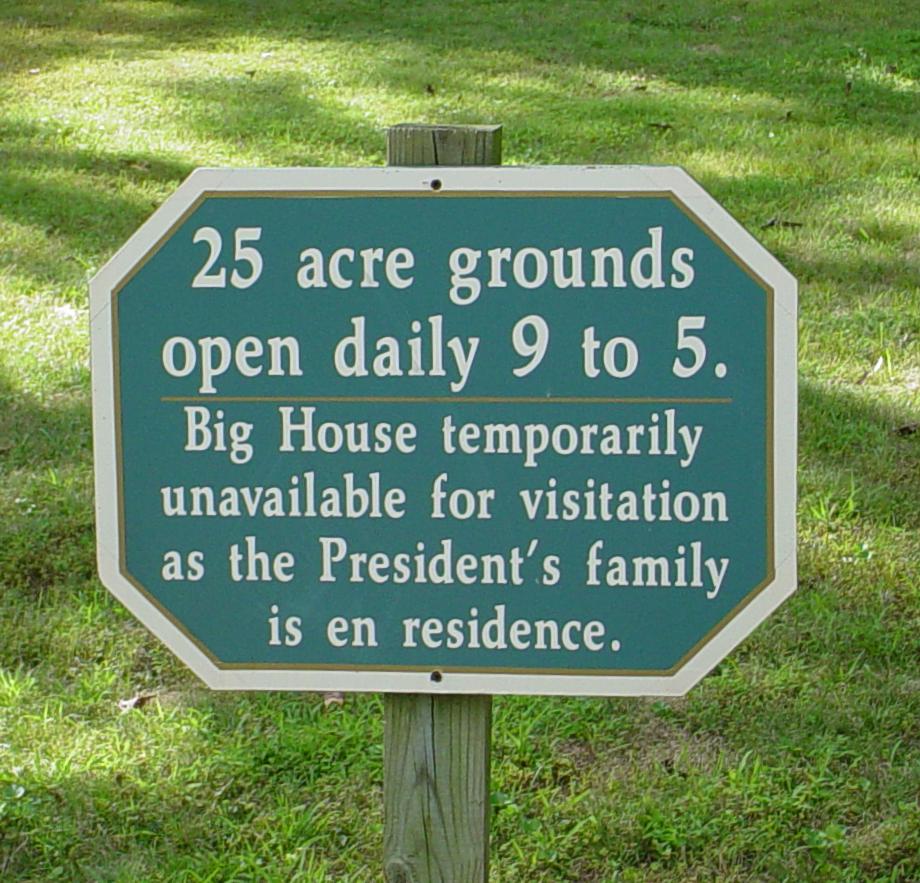 25 acre grounds
open daily 9 to 5.
Big House temporarily
unavailable for visitation
as the President's family
is en residence.